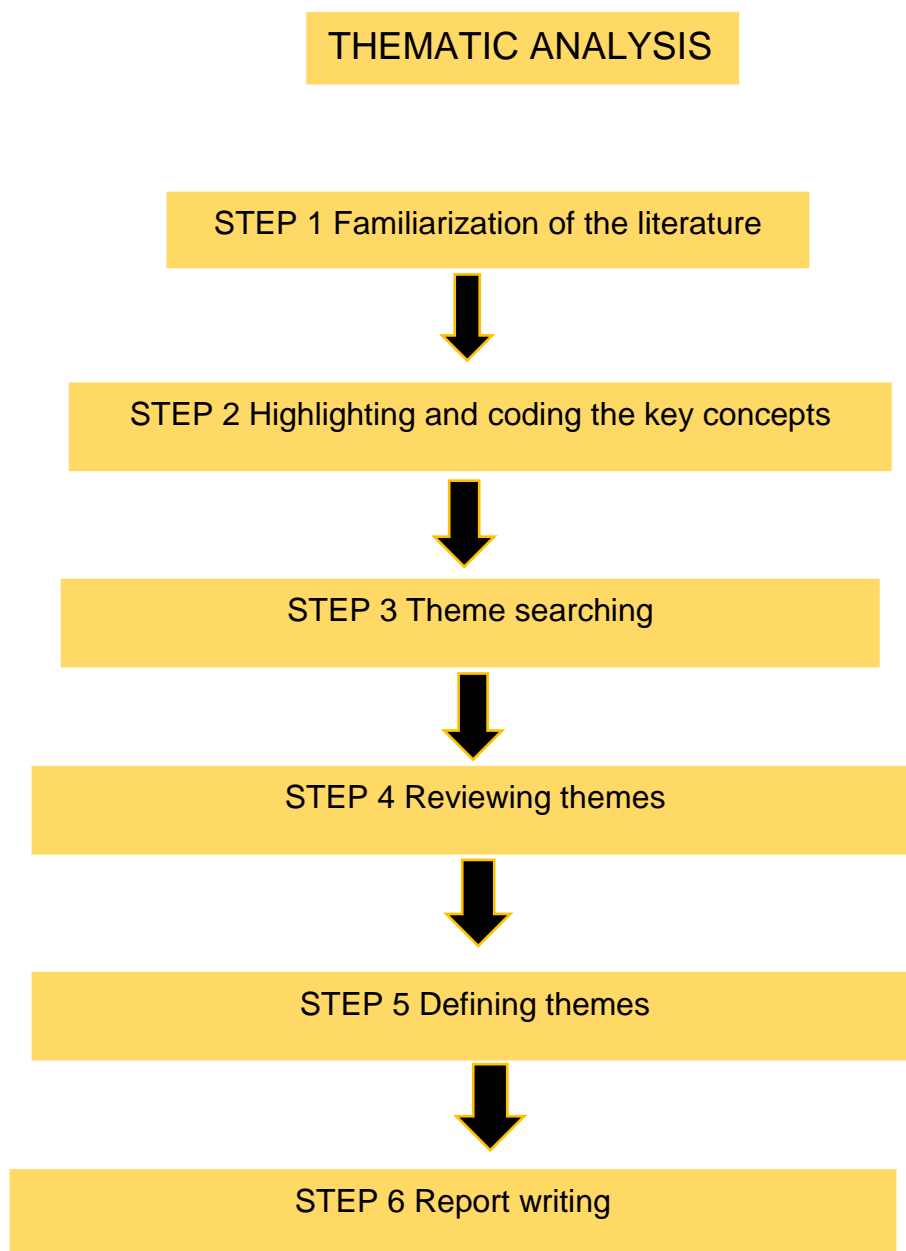 THEMATIC ANALYSIS
STEP 1 Familiarization of the literature
STEP 2 Highlighting and coding the key concepts
STEP 3 Theme searching
STEP 4 Reviewing themes
STEP 5 Defining themes
STEP 6 Report writing